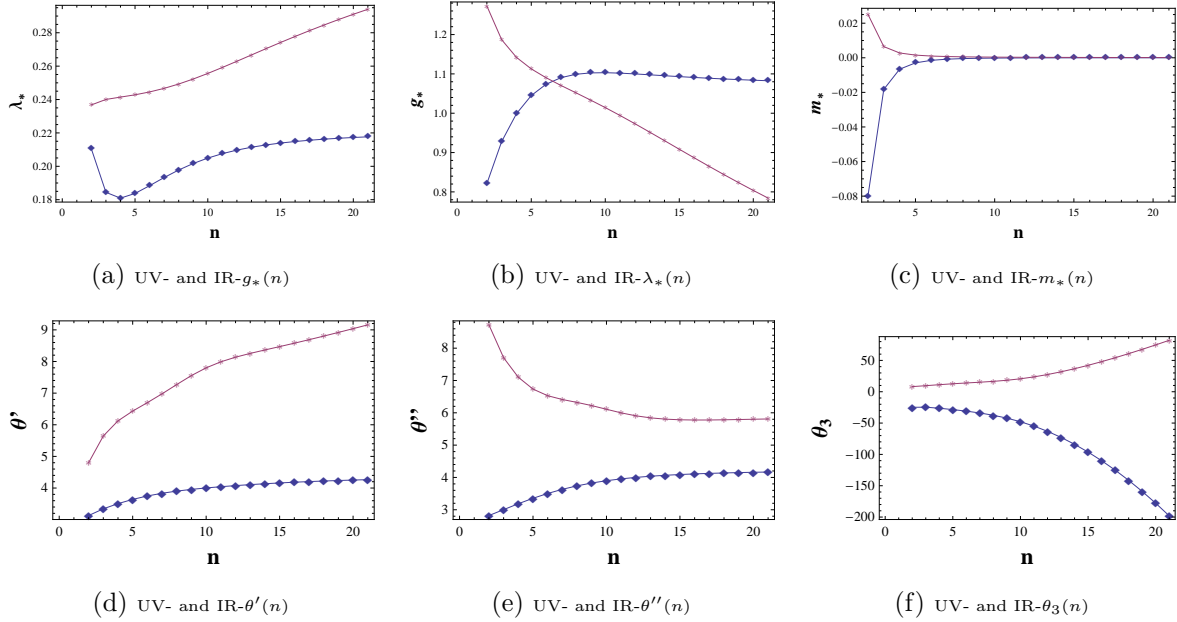 0.28
0.26
0.24
0.22
0.20
0.18
λ*
0 5 10 15 20
n
(a) UV- and IR-g*(n)
1.2
1.1
1.0
0.9
0.8
g*
0 5 10 15 20
n
(b) UV- and IR-λ*(n)
0.02
0.00
−0.02
−0.04
−0.06
−0.08
m*
0 5 10 15 20
n
(c) UV- and IR-m*(n)
9
8
7
6
5
4
θ'
0 5 10 15 20
n
(d) UV- and IR-θ′(n)
8
7
6
5
4
3
θ''
0 5 10 15 20
n
(e) UV- and IR-θ′′(n)
50
0
−50
−100
−150
−200
θ₃
0 5 10 15 20
n
(f) UV- and IR-θ₃(n)